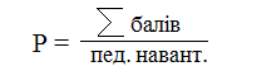 P = ∑ балів
пед. навант.